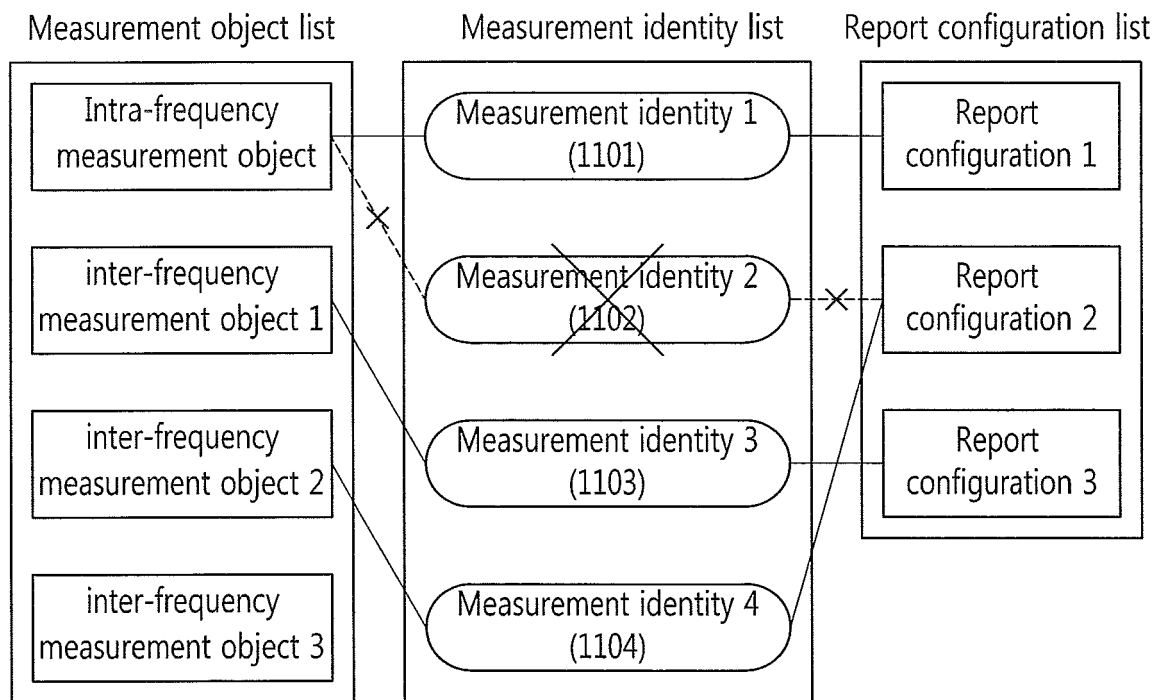 Measurement object list
Measurement identity list
Report configuration list
Intra-frequency
measurement object
Measurement identity 1
(1101)
Report
configuration 1
inter-frequency
measurement object 1
Measurement identity 2
(1102)
Report
configuration 2
inter-frequency
measurement object 2
Measurement identity 3
(1103)
Report
configuration 3
inter-frequency
measurement object 3
Measurement identity 4
(1104)